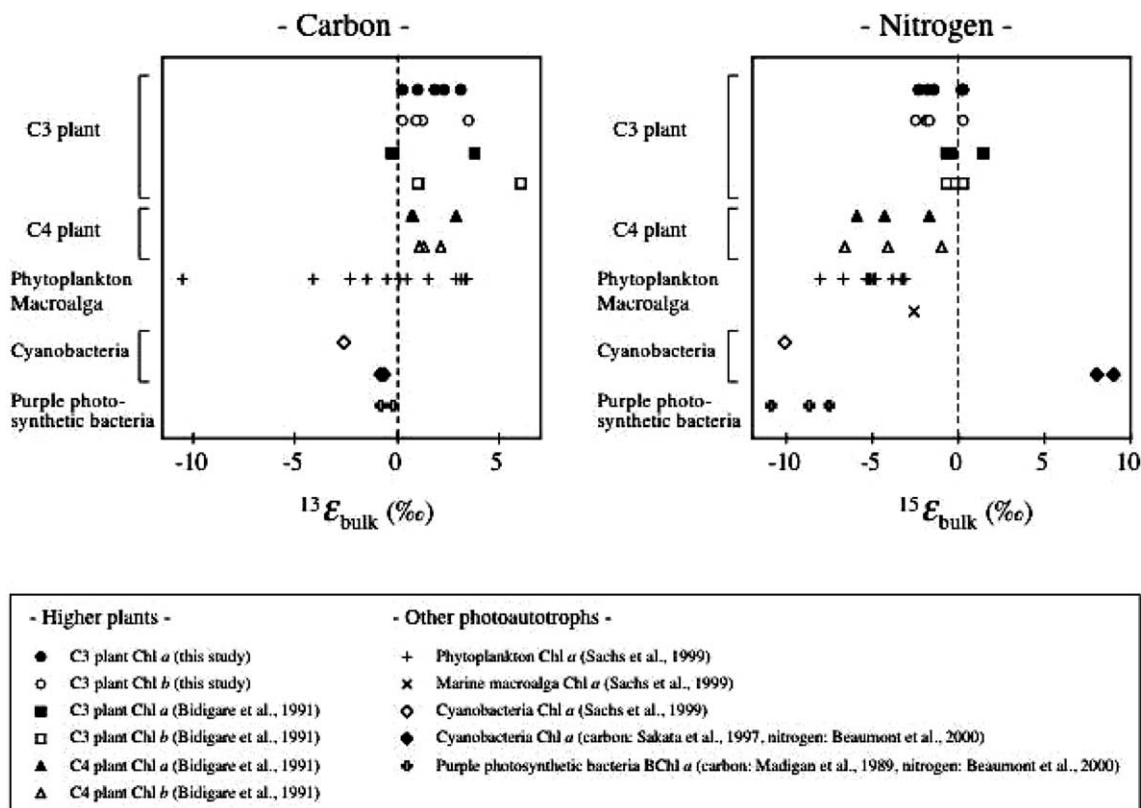 - Carbon -
- Nitrogen -
C3 plant
C4 plant
Phytoplankton
Macroalga
Cyanobacteria
Purple photo-
synthetic bacteria
C3 plant
C4 plant
Phytoplankton
Macroalga
Cyanobacteria
Purple photo-
synthetic bacteria
-10 -5 0 5
-10 -5 0 5 10
¹³ℰbulk (‰)
¹⁵ℰbulk (‰)
- Higher plants -
C3 plant Chl a (this study)
C3 plant Chl b (this study)
C3 plant Chl a (Bidigare et al., 1991)
C3 plant Chl b (Bidigare et al., 1991)
C4 plant Chl a (Bidigare et al., 1991)
C4 plant Chl b (Bidigare et al., 1991)
- Other photoautotrophs -
Phytoplankton Chl a (Sachs et al., 1999)
Marine macroalga Chl a (Sachs et al., 1999)
Cyanobacteria Chl a (Sachs et al., 1999)
Cyanobacteria Chl a (carbon: Sakata et al., 1997, nitrogen: Beaumont et al., 2000)
Purple photosynthetic bacteria BChl a (carbon: Madigan et al., 1989, nitrogen: Beaumont et al., 2000)